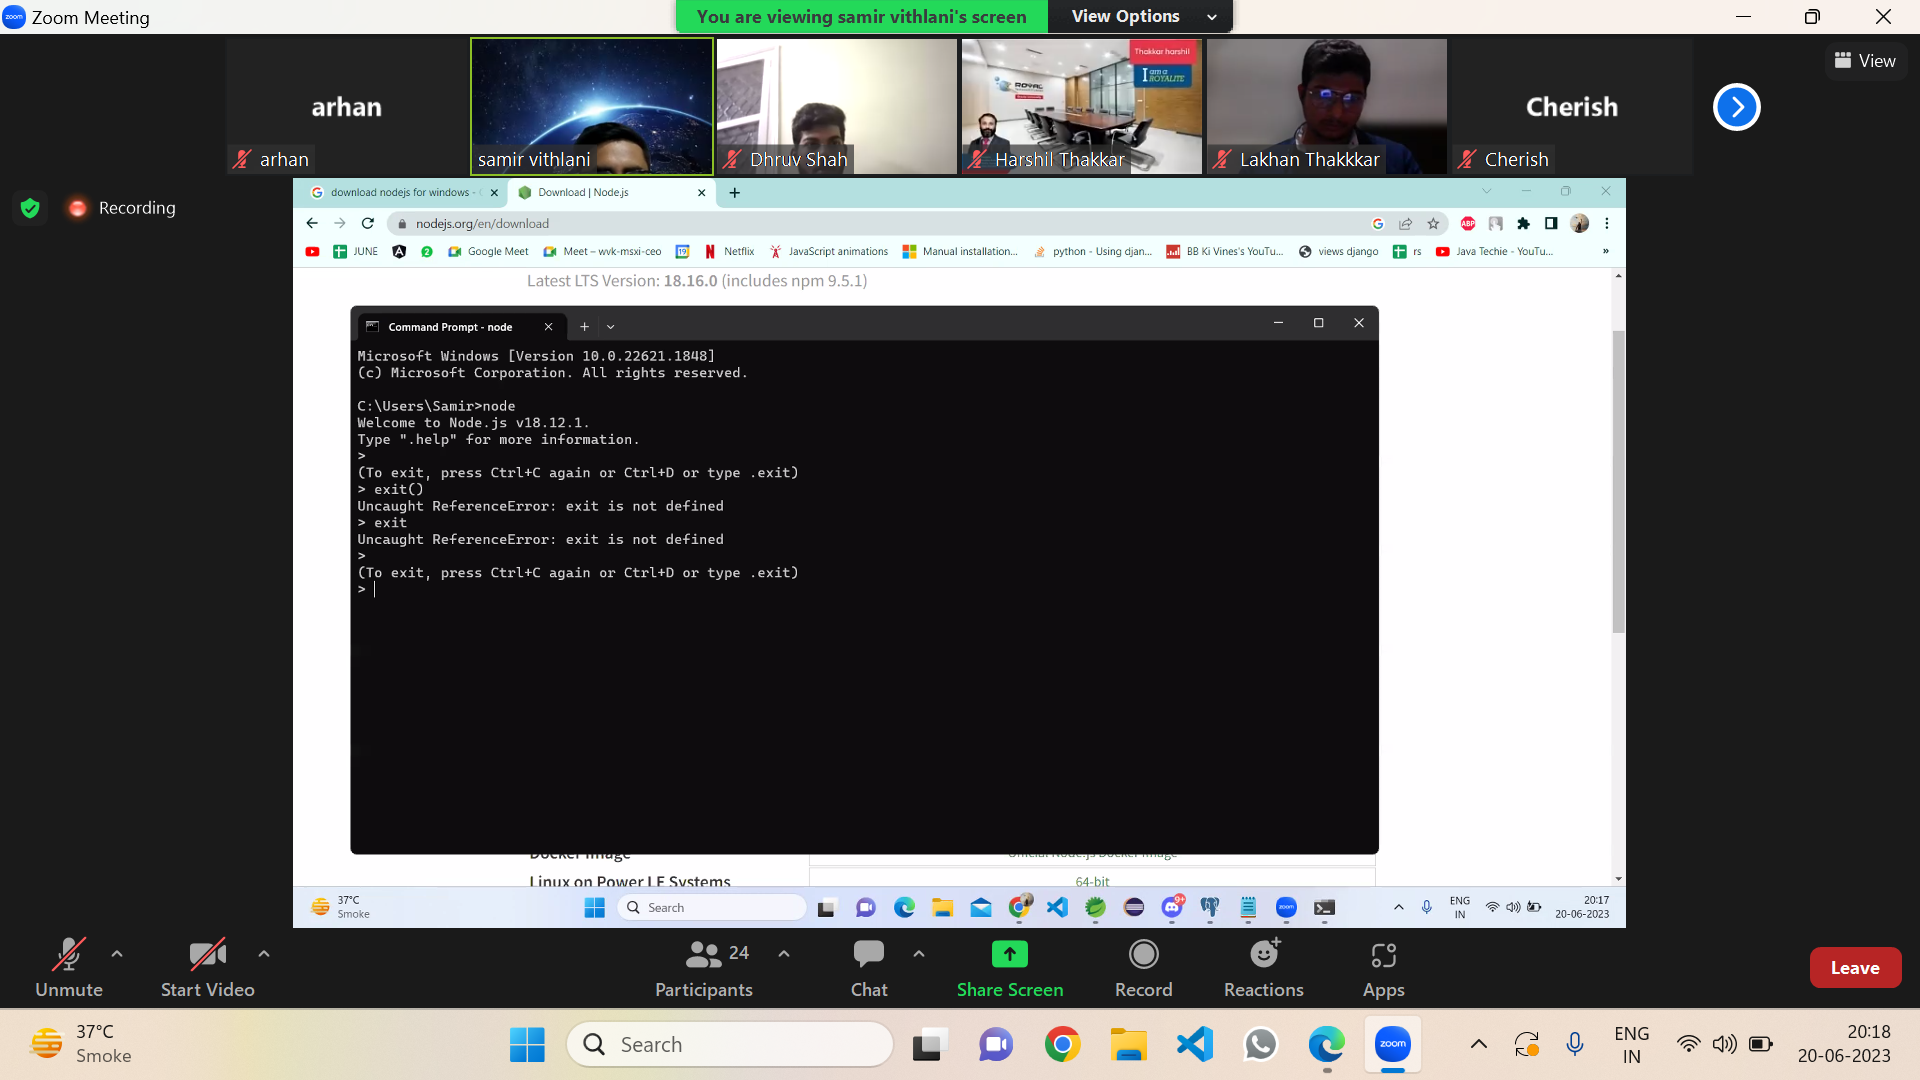 Zoom Meeting
You are viewing samir vithlani's screen
View Options
View
arhan
arhan
samir vithlani
Dhruv Shah
Thakkar harshil
I am a
ROYALITE
ROYAL
Harshil Thakkar
Lakhan Thakkkar
Cherish
Cherish
Recording
download nodejs for windows -
Download | Node.js
nodejs.org/en/download
ABP
JUNE
2
Google Meet
Meet – wvk-msxi-ceo
19
Netflix
JavaScript animations
Manual installation...
python - Using djan...
BB Ki Vines's YouTu...
views django
rs
Java Techie - YouTu...
»
Latest LTS Version: 18.16.0 (includes npm 9.5.1)
Command Prompt - node
Microsoft Windows [Version 10.0.22621.1848]
(c) Microsoft Corporation. All rights reserved.
C:\Users\Samir>node
Welcome to Node.js v18.12.1.
Type ".help" for more information.
>
(To exit, press Ctrl+C again or Ctrl+D or type .exit)
> exit()
Uncaught ReferenceError: exit is not defined
> exit
Uncaught ReferenceError: exit is not defined
>
(To exit, press Ctrl+C again or Ctrl+D or type .exit)
>
Docker Image
Official Node.js Docker Image
Linux on Power LE Systems
64-bit
37°C
Smoke
Search
9+
zoom
ENG
IN
20:17
20-06-2023
Unmute
Start Video
24
Participants
Chat
Share Screen
Record
Reactions
Apps
Leave
37°C
Smoke
Search
zoom
ENG
IN
20:18
20-06-2023